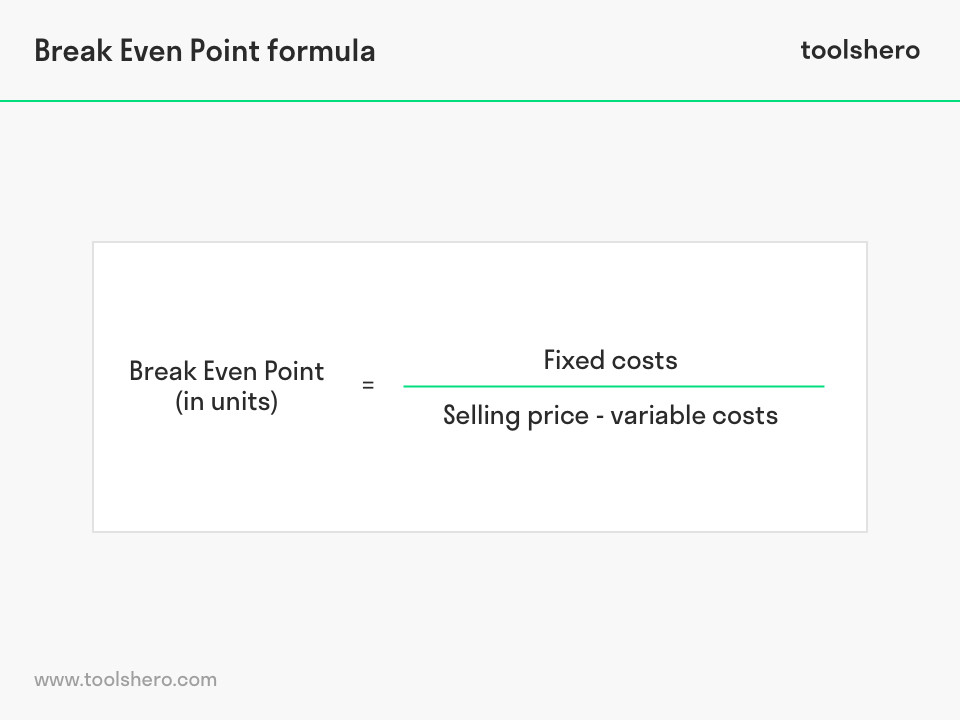 Break Even Point formula
toolshero
Break Even Point
(in units)
=
Fixed costs
Selling price - variable costs
www.toolshero.com